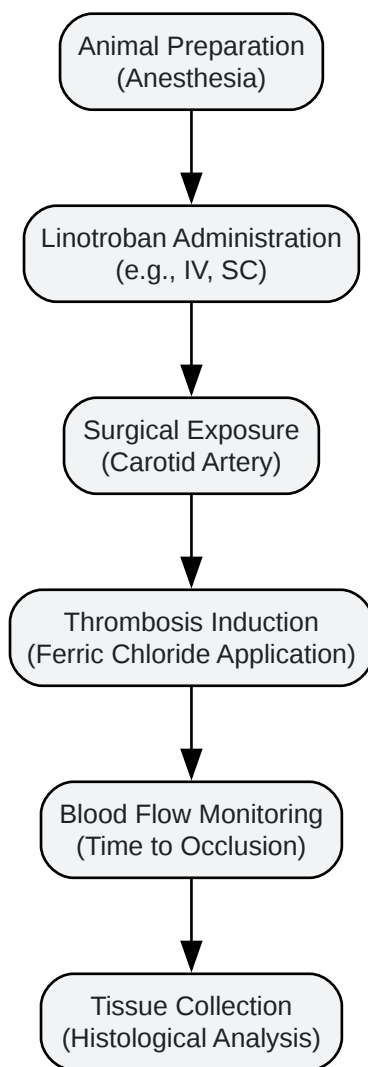 Animal Preparation
(Anesthesia)
Linotroban Administration
(e.g., IV, SC)
Surgical Exposure
(Carotid Artery)
Thrombosis Induction
(Ferric Chloride Application)
Blood Flow Monitoring
(Time to Occlusion)
Tissue Collection
(Histological Analysis)